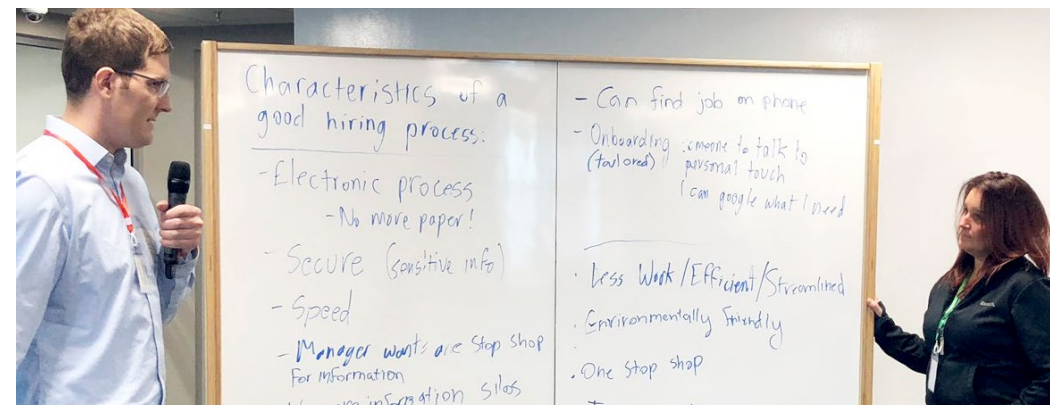 Characteristics of a
good hiring process:
- Electronic process
- No more paper!
- Secure (sensitive info)
- Speed
- Manager wants one stop shop
For information
information silos
- Can find job on phone
- Onboarding someone to talk to
(tailored) personal touch
I can google what I need
. Less Work/Efficient/Streamlined
. Environmentally Friendly
. One stop shop